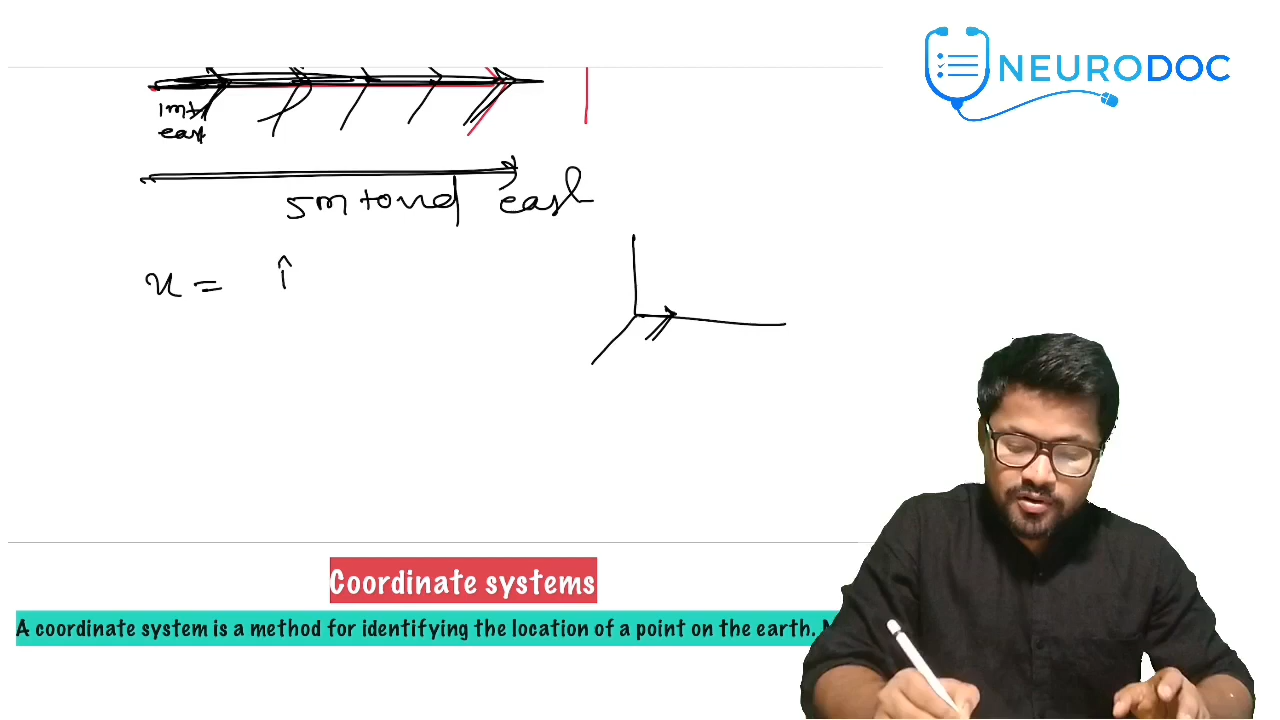 NEURODOC
1mt
east
5m toward east
x = î
Coordinate systems
A coordinate system is a method for identifying the location of a point on the earth.